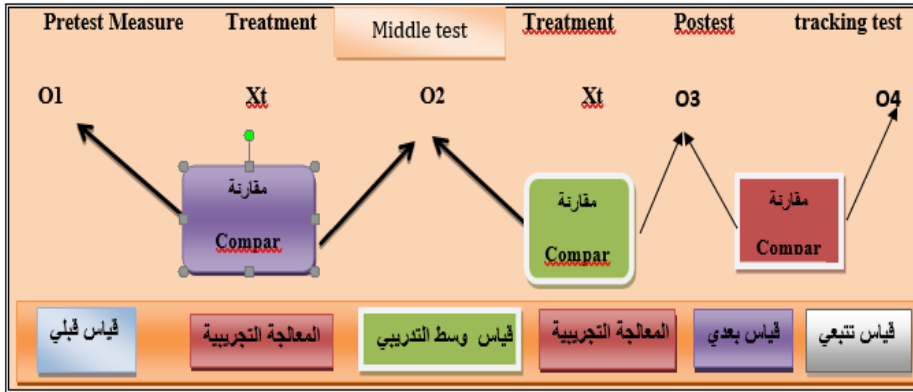 Pretest Measure Treatment Middle test Treatment Postest tracking test
O1 Xt O2 Xt O3 O4
مقارنة مقارنة مقارنة
Compar Compar Compar
قياس قبلي المعالجة التجريبية قياس وسط التدريبي المعالجة التجريبية قياس بعدي قياس تتبعي